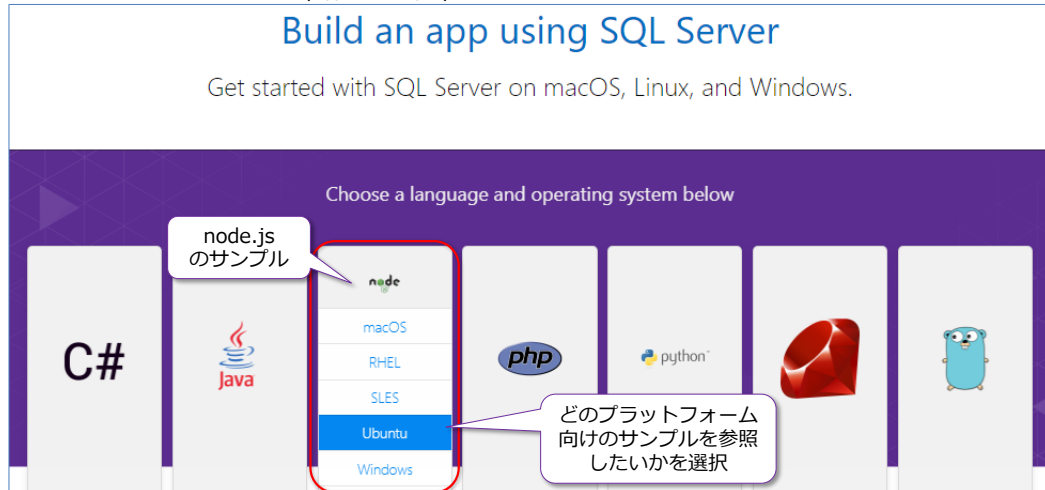 Build an app using SQL Server
Get started with SQL Server on macOS, Linux, and Windows.
Choose a language and operating system below
node.js
のサンプル
node
macOS
RHEL
SLES
Ubuntu
Windows
C#
Java
php
python
どのプラットフォーム
向けのサンプルを参照
したいかを選択